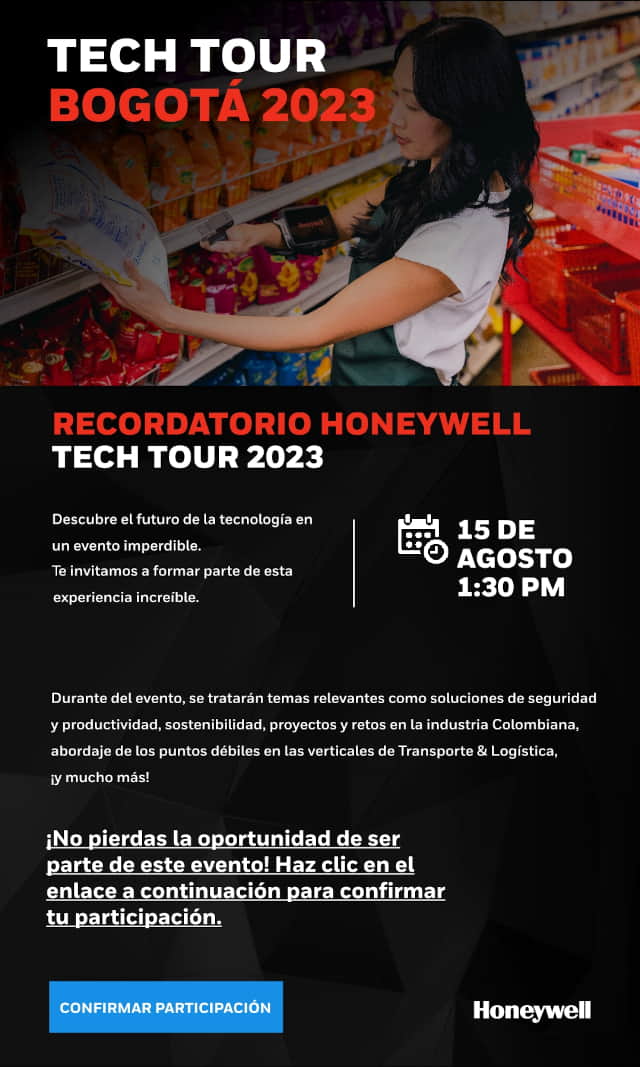 TECH TOUR
BOGOTÁ 2023
RECORDATORIO HONEYWELL
TECH TOUR 2023
Descubre el futuro de la tecnología en
un evento imperdible.
Te invitamos a formar parte de esta
experiencia increíble.
15 DE
AGOSTO
1:30 PM
Durante del evento, se tratarán temas relevantes como soluciones de seguridad
y productividad, sostenibilidad, proyectos y retos en la industria Colombiana,
abordaje de los puntos débiles en las verticales de Transporte & Logística,
¡y mucho más!
¡No pierdas la oportunidad de ser
parte de este evento! Haz clic en el
enlace a continuación para confirmar
tu participación.
CONFIRMAR PARTICIPACIÓN
Honeywell